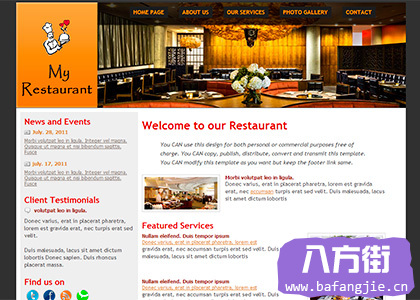 My
Restaurant
HOME PAGE
ABOUT US
OUR SERVICES
PHOTO GALLERY
CONTACT
News and Events
July, 20, 2011
Morbi volutpat leo in ligula. Integer vel magna.
Quisque ut magna et nisi bibendum sagittis.
Fusce
July, 17, 2011
Morbi volutpat leo in ligula. Integer vel magna.
Quisque ut magna et nisi bibendum sagittis.
Fusce
Client Testimonials
volutpat leo in ligula.
Donec varius, erat in placerat pharetra,
lorem est gravida erat, nec accumsan
turpis erat sed velit.
Duis malesuada, lacus sit amet dictum
lobortis Donec sapien. Duis rhoncus
placerat massa.
Find us on
Welcome to our Restaurant
YOU CAN use this design for both personal or commercial purposes free of
charge. You CAN copy, publish, distribute, convert and transmit this template.
You CAN modify this template as you want but keep the footer link same.
Morbi volutpat leo in ligula.
Donec varius, erat in placerat pharetra, lorem est gravida
erat, nec accumsan turpis erat sed velit. Duis malesuada,
lacus sit amet dictum lobortis
Featured Services
Nullam eleifend. Duis tempor ipsum
Donec varius, erat in placerat pharetra, lorem est
gravida erat, nec accumsan turpis erat sed velit. Duis
malesuada, lacus sit amet dictum lobortis
Nullam eleifend. Duis tempor ipsum
Donec varius, erat in placerat pharetra, lorem est
gravida erat, nec accumsan turpis erat sed velit. Duis
八方街
www.bafangjie.cn